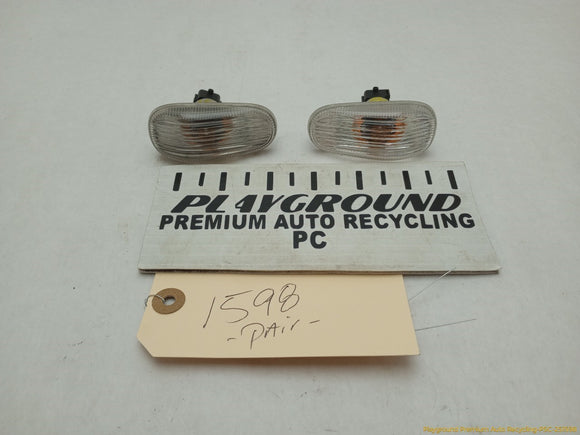 PL4YGROUND
PREMIUM AUTO RECYCLING
PC
1598
-PAir-